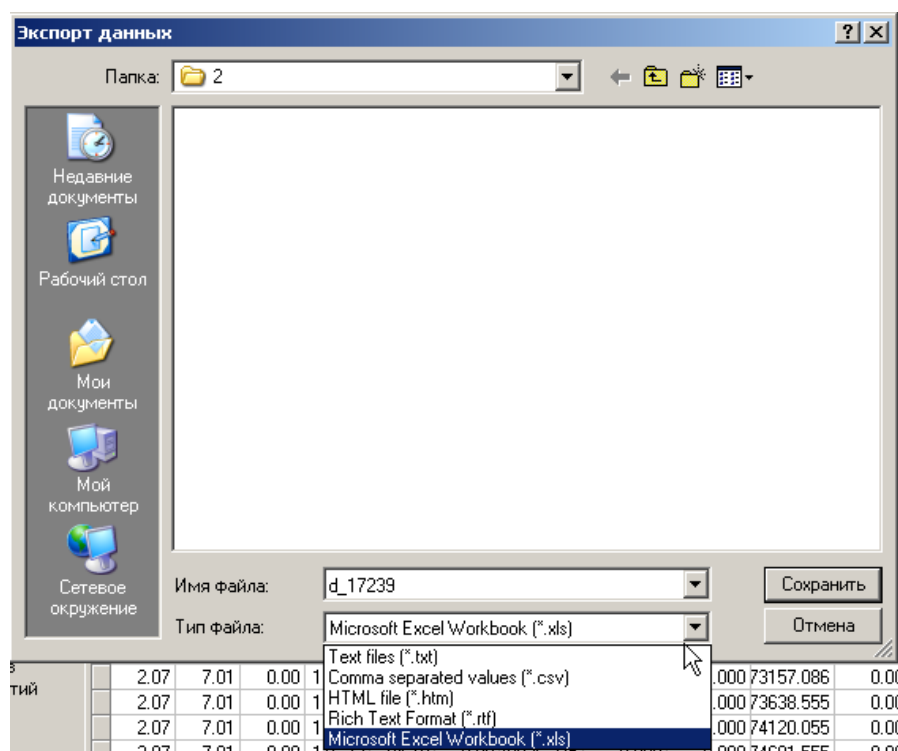 Экспорт данных
Папка: 2
Недавние
документы
Рабочий стол
Мои
документы
Мой
компьютер
Сетевое
окружение
Имя файла: d_17239 Сохранить
Тип файла: Microsoft Excel Workbook (*.xls) Отмена
Text files (*.txt)
Comma separated values (*.csv)
HTML file (*.htm)
Rich Text Format (*.rtf)
Microsoft Excel Workbook (*.xls)
тий
2.07 7.01 0.00 1 .000 73157.086 0.00
2.07 7.01 0.00 1 .000 73638.555 0.00
2.07 7.01 0.00 1 .000 74120.055 0.00